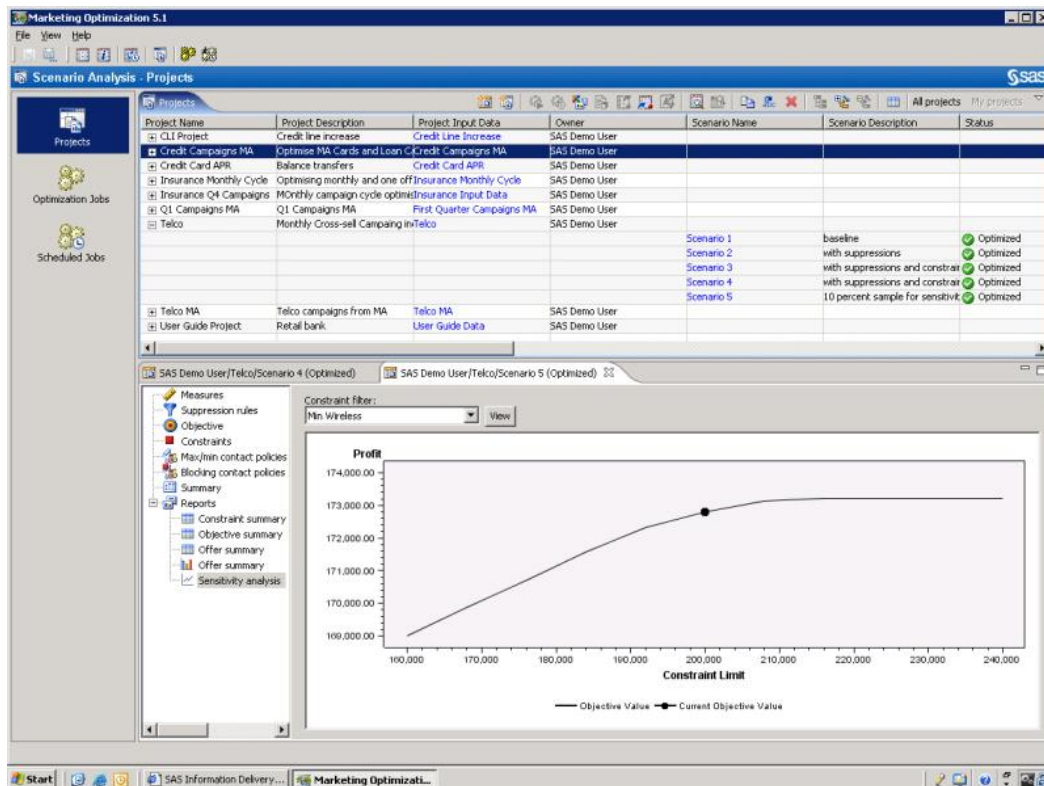 Marketing Optimization 5.1
File View Help
Scenario Analysis - Projects
sas
Projects
Optimization Jobs
Scheduled Jobs
Projects
All projects My projects
Project Name Project Description Project Input Data Owner Scenario Name Scenario Description Status
CLI Project Credit line increase Credit Line Increase SAS Demo User
Credit Campaigns MA Optimise MA Cards and Loan C Credit Campaigns MA SAS Demo User
Credit Card APR Balance transfers Credit Card APR SAS Demo User
Insurance Monthly Cycle Optimising monthly and one off Insurance Monthly Cycle SAS Demo User
Insurance Q4 Campaigns MOnthly campaign cycle optimis Insurance Input Data SAS Demo User
Q1 Campaigns MA Q1 Campaigns MA First Quarter Campaigns MA SAS Demo User
Telco Monthly Cross-sell Campaing in Telco SAS Demo User
Scenario 1 baseline Optimized
Scenario 2 with suppressions Optimized
Scenario 3 with suppressions and constrain Optimized
Scenario 4 with suppressions and constrain Optimized
Scenario 5 10 percent sample for sensitivit Optimized
Telco MA Telco campaigns from MA Telco MA SAS Demo User
User Guide Project Retail bank User Guide Data SAS Demo User
SAS Demo User/Telco/Scenario 4 (Optimized) SAS Demo User/Telco/Scenario 5 (Optimized)
Measures
Suppression rules
Objective
Constraints
Max/min contact policies
Blocking contact policies
Summary
Reports
Constraint summary
Objective summary
Offer summary
Offer summary
Sensitivity analysis
Constraint filter:
Min Wireless View
Profit
174,000.00
173,000.00
172,000.00
171,000.00
170,000.00
169,000.00
160,000 170,000 180,000 190,000 200,000 210,000 220,000 230,000 240,000
Constraint Limit
Objective Value Current Objective Value
Start SAS Information Delivery... Marketing Optimizati...